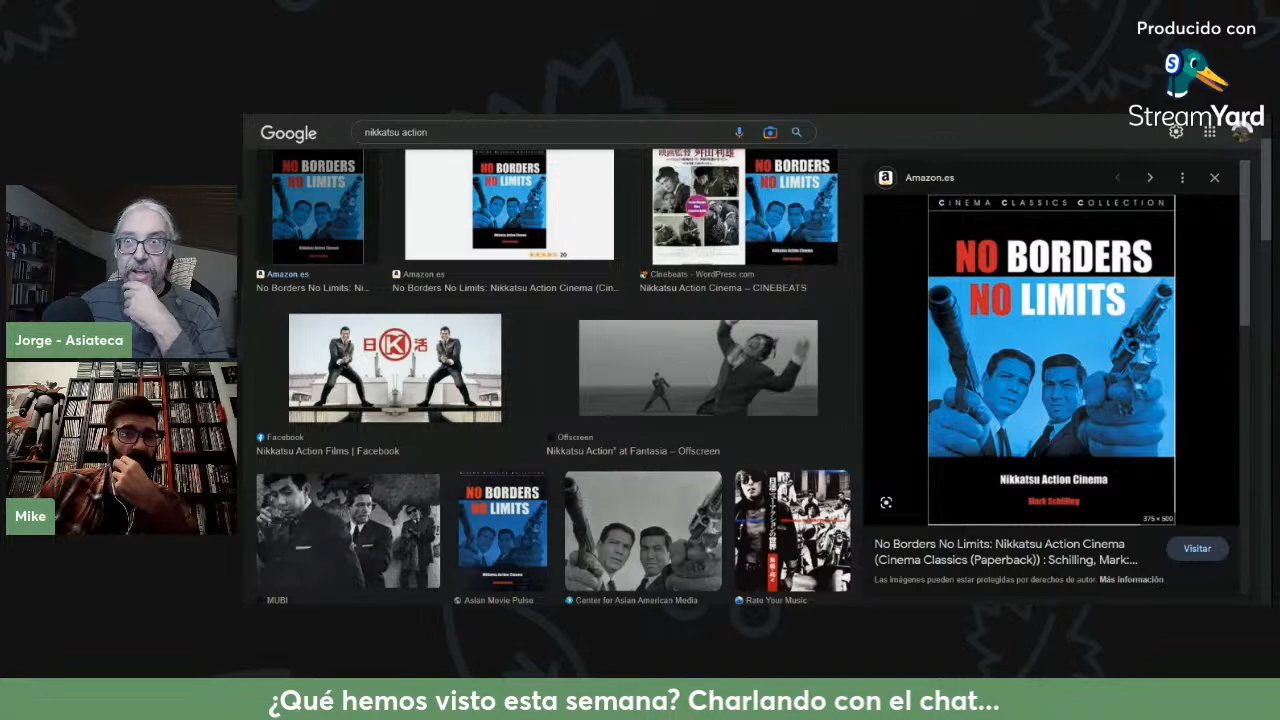 Producido con
StreamYard
Google
nikkatsu action
Amazon.es
NO BORDERS
NO LIMITS
NO BORDERS
NO LIMITS
NO BORDERS
NO LIMITS
Amazon.es
No Borders No Limits: Ni...
Amazon.es
No Borders No Limits: Nikkatsu Action Cinema (Cin...
Cinebeats - WordPress.com
Nikkatsu Action Cinema – CINEBEATS
CINEMA CLASSICS COLLECTION
NO BORDERS
NO LIMITS
Nikkatsu Action Cinema
Mark Schilling
375 × 500
Jorge - Asiateca
日 K 活
Facebook
Nikkatsu Action Films | Facebook
Offscreen
Nikkatsu Action" at Fantasia – Offscreen
Mike
NO BORDERS
NO LIMITS
MUBI
Asian Movie Pulse
Center for Asian American Media
Rate Your Music
No Borders No Limits: Nikkatsu Action Cinema
(Cinema Classics (Paperback)) : Schilling, Mark:...
Visitar
Las imágenes pueden estar protegidas por derechos de autor. Más información
¿Qué hemos visto esta semana? Charlando con el chat...